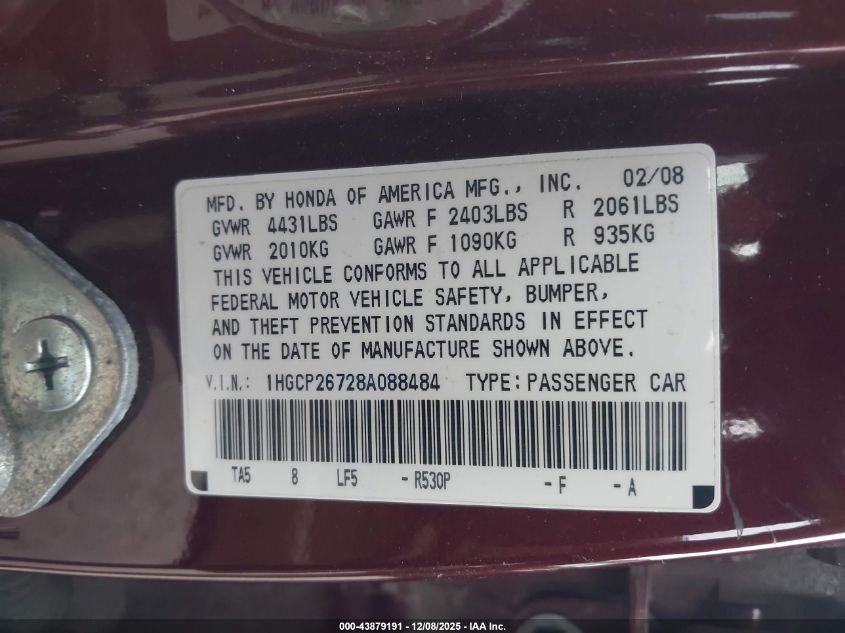 MFD. BY HONDA OF AMERICA MFG., INC. 02/08
GVWR 4431LBS GAWR F 2403LBS R 2061LBS
GVWR 2010KG GAWR F 1090KG R 935KG
THIS VEHICLE CONFORMS TO ALL APPLICABLE
FEDERAL MOTOR VEHICLE SAFETY, BUMPER,
AND THEFT PREVENTION STANDARDS IN EFFECT
ON THE DATE OF MANUFACTURE SHOWN ABOVE.
V.I.N.: 1HGCP26728A088484 TYPE:PASSENGER CAR
TA5 8 LF5 -R530P -F -A
000-43879191 - 12/08/2025 - IAA Inc.